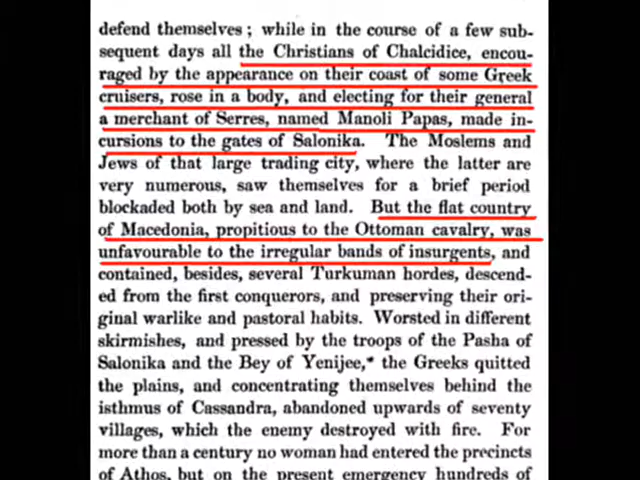 defend themselves; while in the course of a few sub-
sequent days all the Christians of Chalcidice, encou-
raged by the appearance on their coast of some Greek
cruisers, rose in a body, and electing for their general
a merchant of Serres, named Manoli Papas, made in-
cursions to the gates of Salonika. The Moslems and
Jews of that large trading city, where the latter are
very numerous, saw themselves for a brief period
blockaded both by sea and land. But the flat country
of Macedonia, propitious to the Ottoman cavalry, was
unfavourable to the irregular bands of insurgents, and
contained, besides, several Turkuman hordes, descend-
ed from the first conquerors, and preserving their ori-
ginal warlike and pastoral habits. Worsted in different
skirmishes, and pressed by the troops of the Pasha of
Salonika and the Bey of Yenijee,* the Greeks quitted
the plains, and concentrating themselves behind the
isthmus of Cassandra, abandoned upwards of seventy
villages, which the enemy destroyed with fire. For
more than a century no woman had entered the precincts
of Athos, but on the present emergency hundreds of